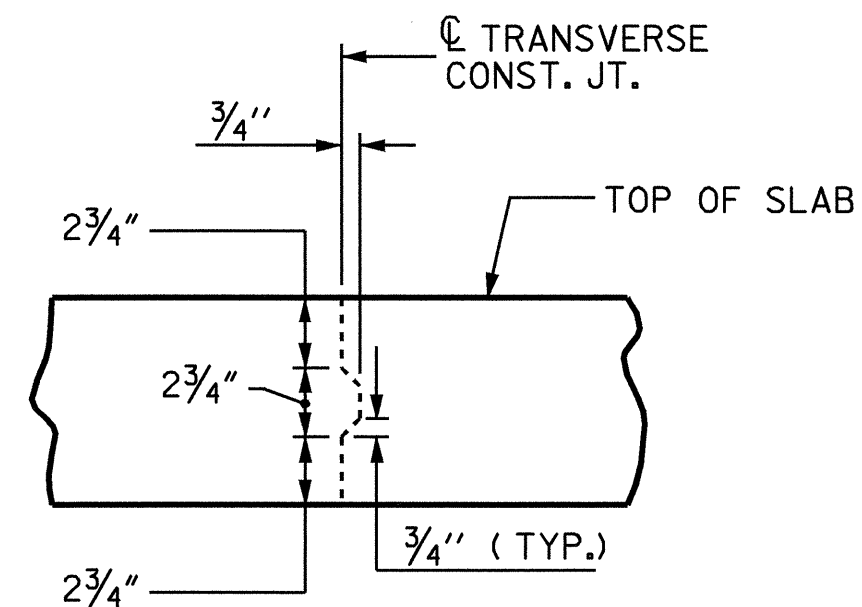 ℄ TRANSVERSE
CONST. JT.
3/4"
TOP OF SLAB
2 3/4"
2 3/4"
3/4" (TYP.)
2 3/4"